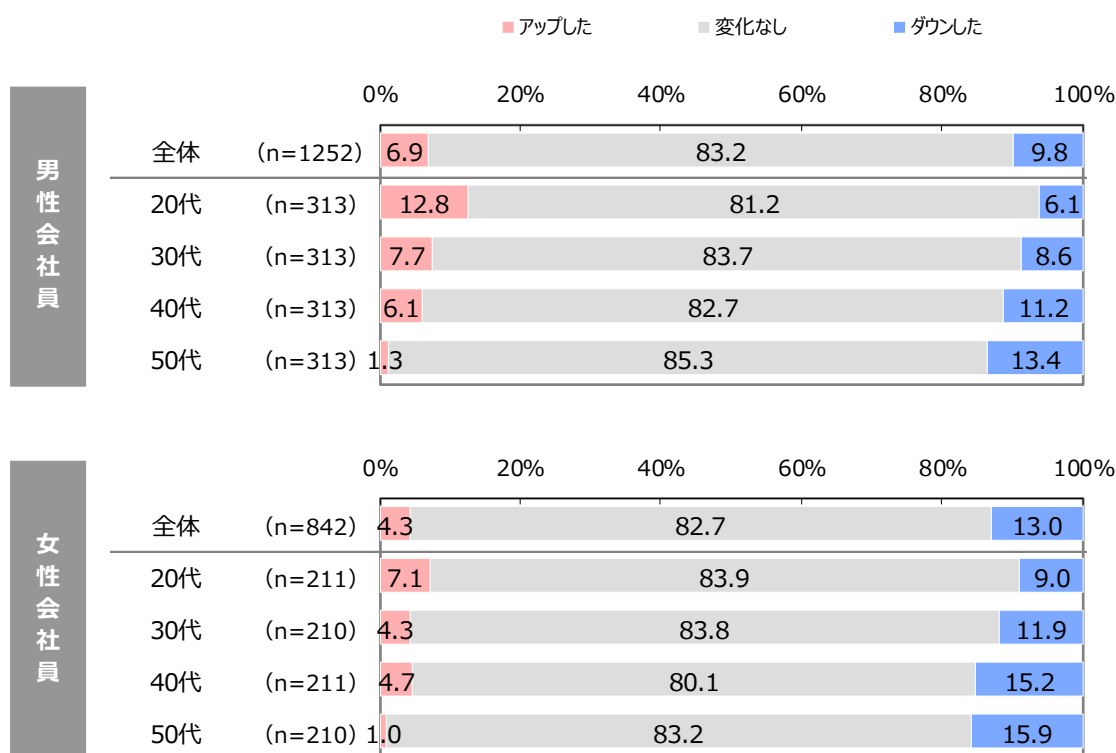 アップした 変化なし ダウンした
0% 20% 40% 60% 80% 100%
男性会社員
全体 (n=1252) 6.9 83.2 9.8
20代 (n=313) 12.8 81.2 6.1
30代 (n=313) 7.7 83.7 8.6
40代 (n=313) 6.1 82.7 11.2
50代 (n=313) 1.3 85.3 13.4
0% 20% 40% 60% 80% 100%
女性会社員
全体 (n=842) 4.3 82.7 13.0
20代 (n=211) 7.1 83.9 9.0
30代 (n=210) 4.3 83.8 11.9
40代 (n=211) 4.7 80.1 15.2
50代 (n=210) 1.0 83.2 15.9